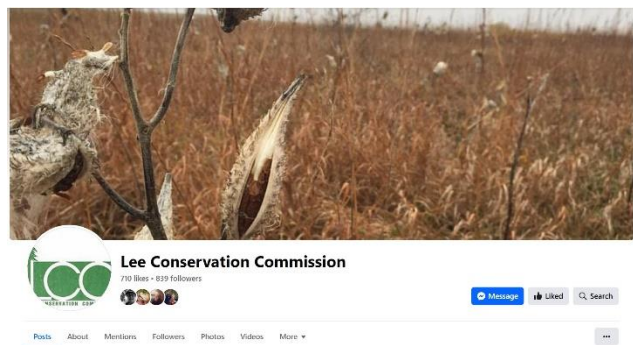 Lee Conservation Commission
710 likes • 839 followers
Message Liked Search
Posts About Mentions Followers Photos Videos More